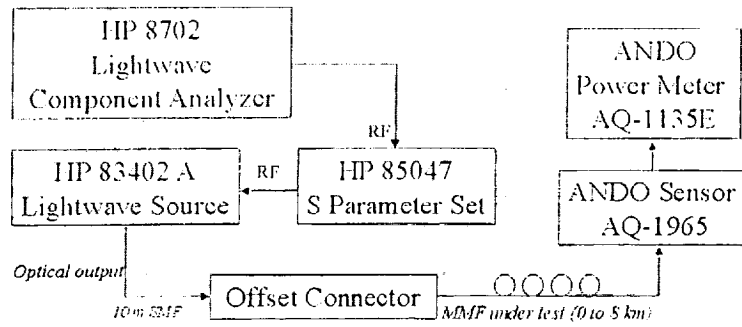 HP 8702
Lightwave
Component Analyzer
ANDO
Power Meter
AQ-1135E
RF
HP 83402 A
Lightwave Source
RF
HP 85047
S Parameter Set
ANDO Sensor
AQ-1965
Optical output
10m SMF
Offset Connector
MMF under test (0 to 5 km)